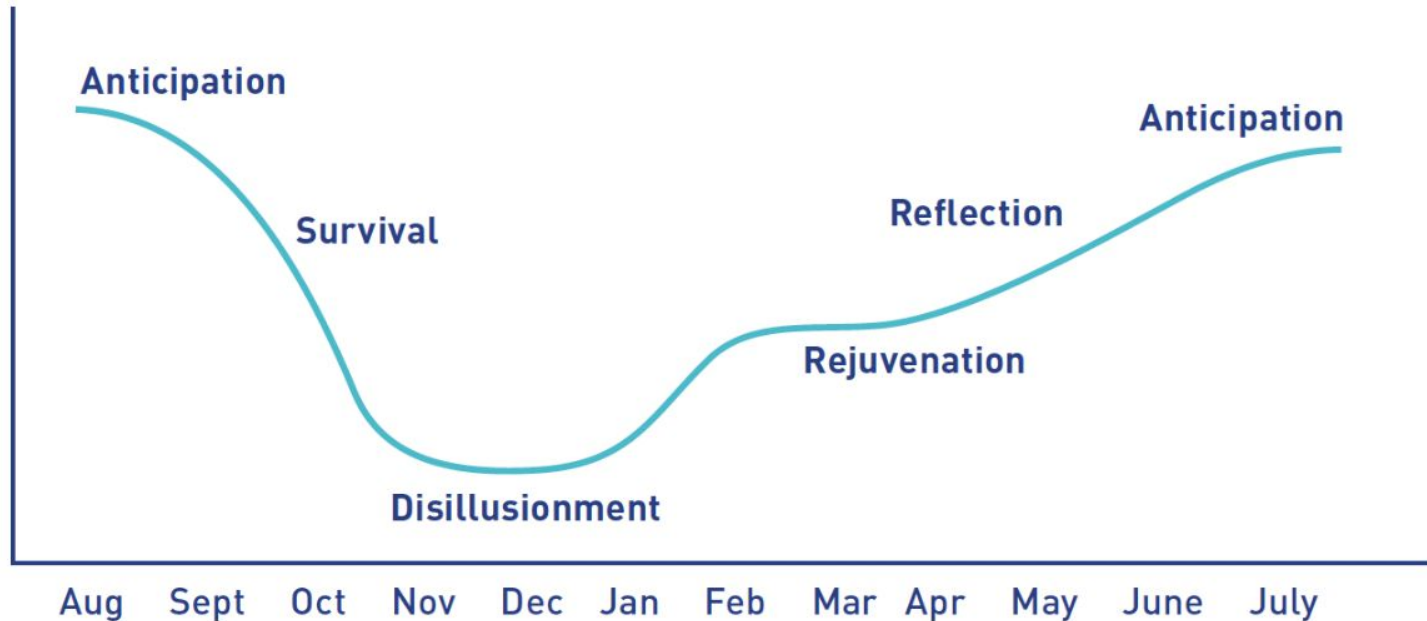 Anticipation
Anticipation
Survival
Reflection
Rejuvenation
Disillusionment
Aug Sept Oct Nov Dec Jan Feb Mar Apr May June July